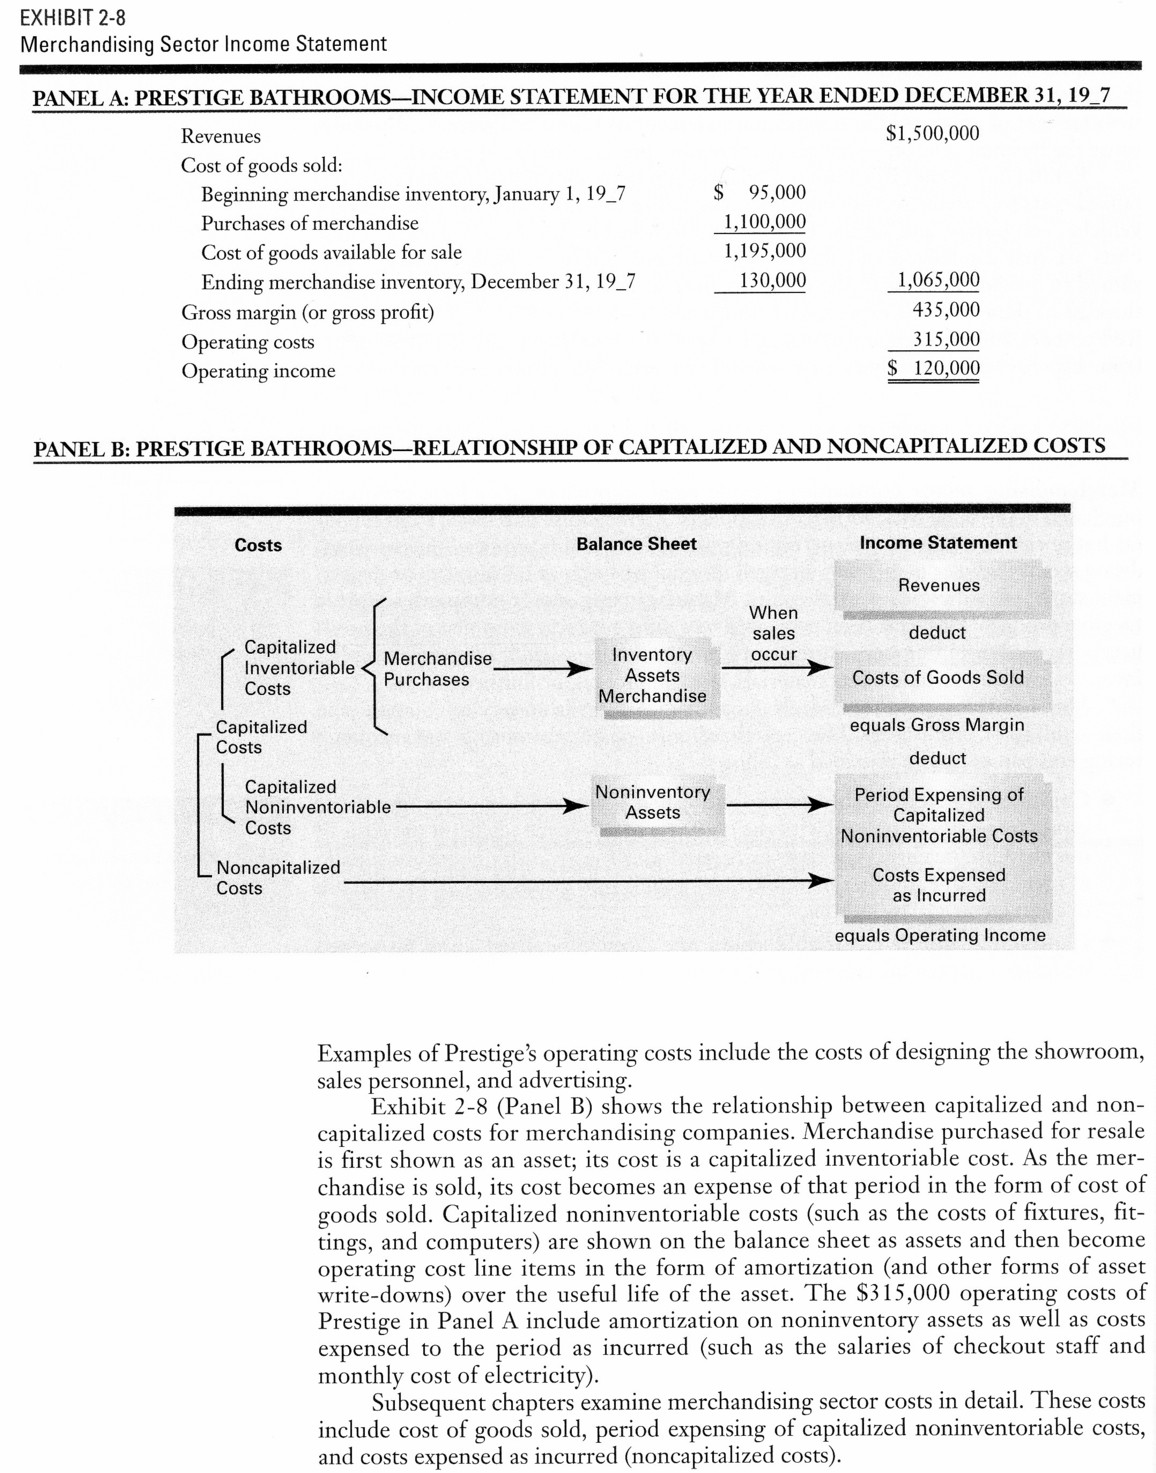 EXHIBIT 2-8
Merchandising Sector Income Statement
PANEL A: PRESTIGE BATHROOMS—INCOME STATEMENT FOR THE YEAR ENDED DECEMBER 31, 19_7
Revenues $1,500,000
Cost of goods sold:
Beginning merchandise inventory, January 1, 19_7 $ 95,000
Purchases of merchandise 1,100,000
Cost of goods available for sale 1,195,000
Ending merchandise inventory, December 31, 19_7 130,000 1,065,000
Gross margin (or gross profit) 435,000
Operating costs 315,000
Operating income $ 120,000
PANEL B: PRESTIGE BATHROOMS—RELATIONSHIP OF CAPITALIZED AND NONCAPITALIZED COSTS
Costs
Balance Sheet
Income Statement
Revenues
deduct
Capitalized
Inventoriable
Costs
Merchandise
Purchases
Inventory
Assets
Merchandise
When
sales
occur
Costs of Goods Sold
equals Gross Margin
deduct
Capitalized
Costs
Capitalized
Noninventoriable
Costs
Noninventory
Assets
Period Expensing of
Capitalized
Noninventoriable Costs
Noncapitalized
Costs
Costs Expensed
as Incurred
equals Operating Income
Examples of Prestige's operating costs include the costs of designing the showroom,
sales personnel, and advertising.
Exhibit 2-8 (Panel B) shows the relationship between capitalized and non-
capitalized costs for merchandising companies. Merchandise purchased for resale
is first shown as an asset; its cost is a capitalized inventoriable cost. As the mer-
chandise is sold, its cost becomes an expense of that period in the form of cost of
goods sold. Capitalized noninventoriable costs (such as the costs of fixtures, fit-
tings, and computers) are shown on the balance sheet as assets and then become
operating cost line items in the form of amortization (and other forms of asset
write-downs) over the useful life of the asset. The $315,000 operating costs of
Prestige in Panel A include amortization on noninventory assets as well as costs
expensed to the period as incurred (such as the salaries of checkout staff and
monthly cost of electricity).
Subsequent chapters examine merchandising sector costs in detail. These costs
include cost of goods sold, period expensing of capitalized noninventoriable costs,
and costs expensed as incurred (noncapitalized costs).